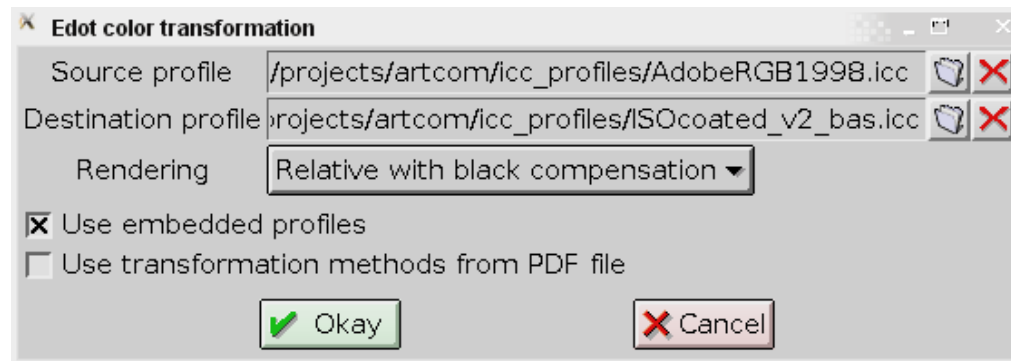 Edot color transformation
Source profile /projects/artcom/icc_profiles/AdobeRGB1998.icc
Destination profile projects/artcom/icc_profiles/ISOcoated_v2_bas.icc
Rendering Relative with black compensation
Use embedded profiles
Use transformation methods from PDF file
Okay Cancel